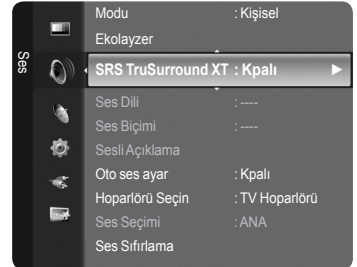 Ses
Modu : Kişisel
Ekolayzer
SRS TruSurround XT : Kpalı
Ses Dili : ----
Ses Biçimi : ----
Sesli Açıklama
Oto ses ayar : Kpalı
Hoparlörü Seçin : TV Hoparlörü
Ses Seçimi : ANA
Ses Sıfırlama